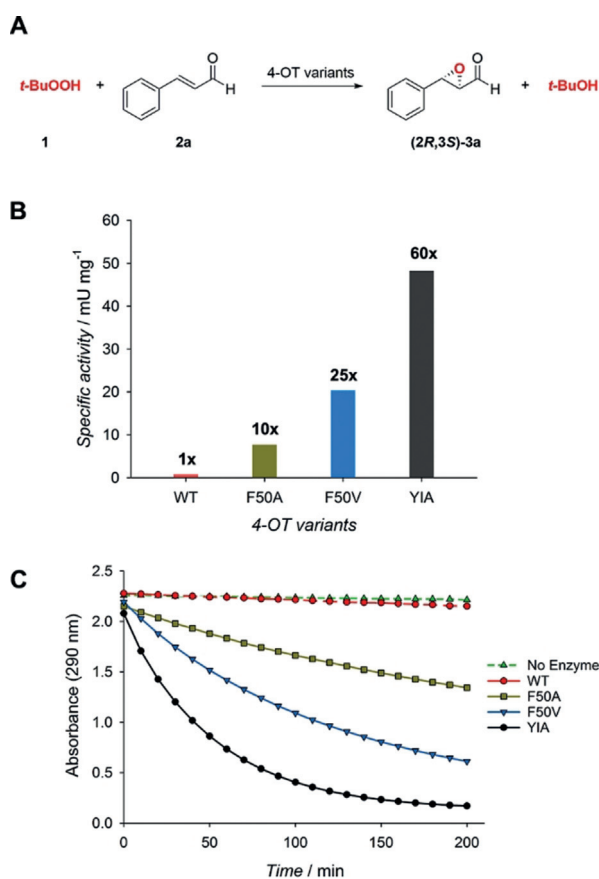 A
t-BuOOH + H 4-OT variants H + t-BuOH
O O O
1 2a (2R,3S)-3a
B
Specific activity / mU mg-1
60
50
40
30
20
10
0
1x
10x
25x
60x
WT F50A F50V YIA
4-OT variants
C
Absorbance (290 nm)
2.5
2.0
1.5
1.0
0.5
0.0
0 50 100 150 200
Time / min
No Enzyme
WT
F50A
F50V
YIA